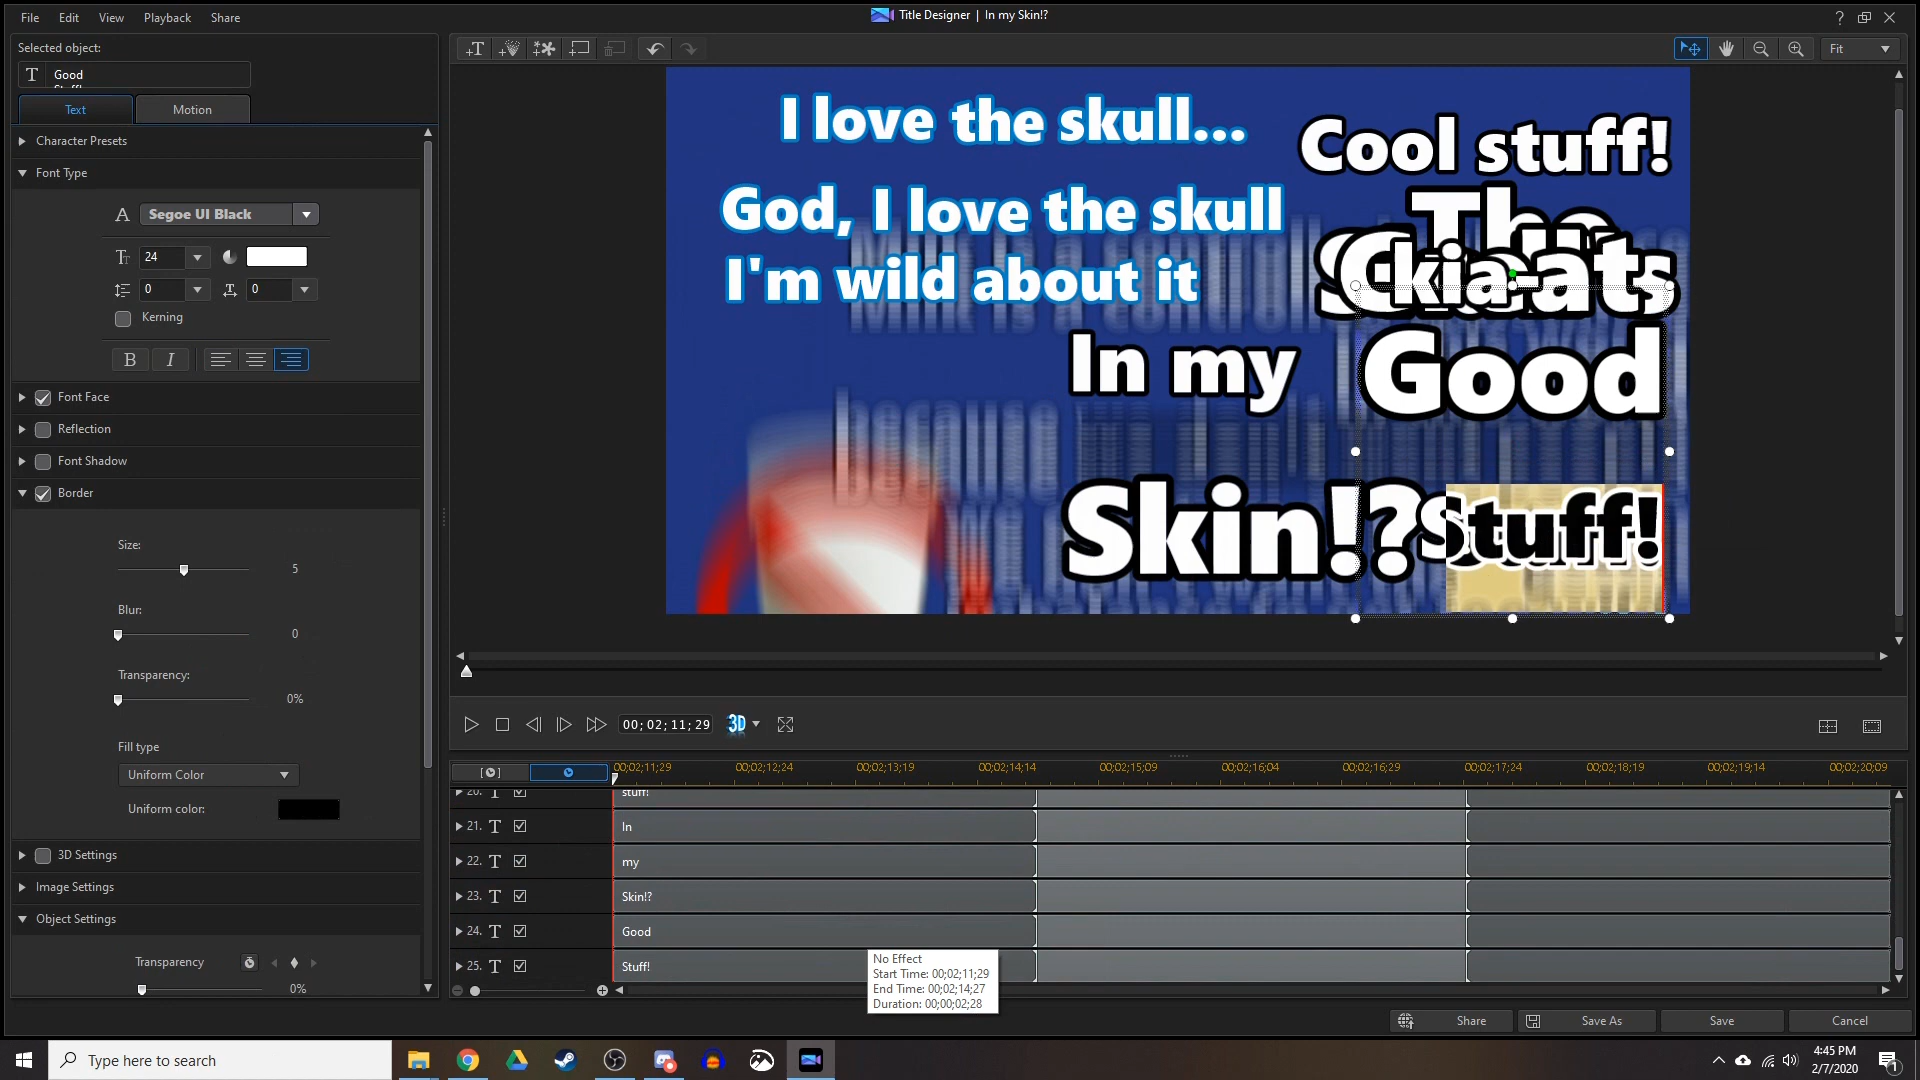 File Edit View Playback Share
Title Designer | In my Skin!?
Selected object:
T Good
Text Motion
Character Presets
Font Type
A Segoe UI Black
24
0 0
Kerning
B I
Font Face
Reflection
Font Shadow
Border
Size:
5
Blur:
0
Transparency:
0%
Fill type
Uniform Color
Uniform color:
3D Settings
Image Settings
Object Settings
Transparency
0%
Fit
I love the skull...
Cool stuff!
God, I love the skull
The
I'm wild about it
In my
Good
Skin!?
Stuff!
00;02;11;29
3D
00;02;11;29 00;02;12;24 00;02;13;19 00;02;14;14 00;02;15;09 00;02;16;04 00;02;16;29 00;02;17;24 00;02;18;19 00;02;19;14 00;02;20;09
20. T stuff!
21. T In
22. T my
23. T Skin!?
24. T Good
25. T Stuff!
No Effect
Start Time: 00;02;11;29
End Time: 00;02;14;27
Duration: 00;00;02;28
Share Save As Save Cancel
Type here to search
4:45 PM
2/7/2020
1